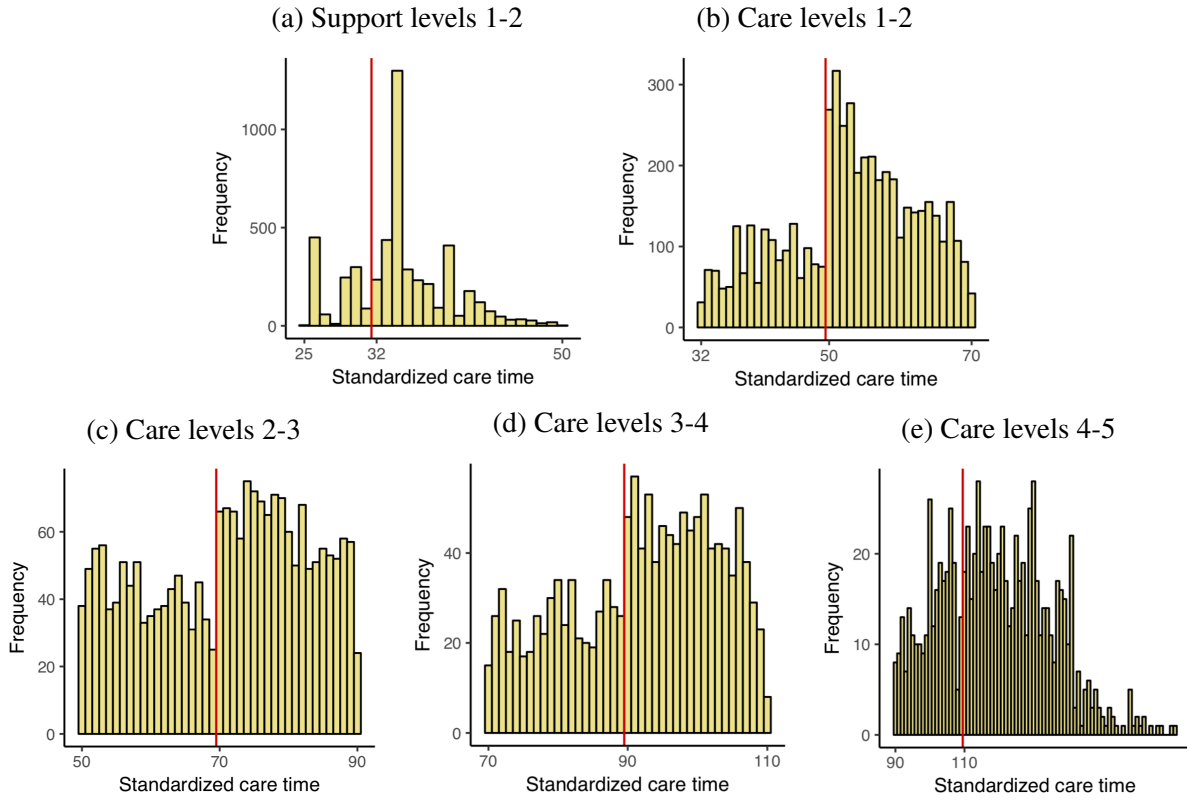 (a) Support levels 1-2
1000
500
0
Frequency
25 32 50
Standardized care time
(b) Care levels 1-2
300
200
100
0
Frequency
32 50 70
Standardized care time
(c) Care levels 2-3
60
40
20
0
Frequency
50 70 90
Standardized care time
(d) Care levels 3-4
40
20
0
Frequency
70 90 110
Standardized care time
(e) Care levels 4-5
20
10
0
Frequency
90 110
Standardized care time